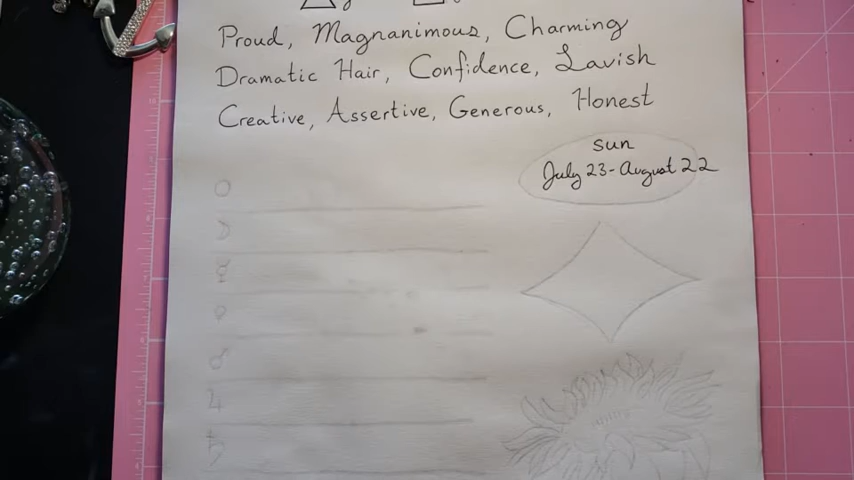 Proud, Magnanimous, Charming
Dramatic Hair, Confidence, Lavish
Creative, Assertive, Generous, Honest
Sun
July 23-August 22
☽
☿
♀
♂
♃
♄